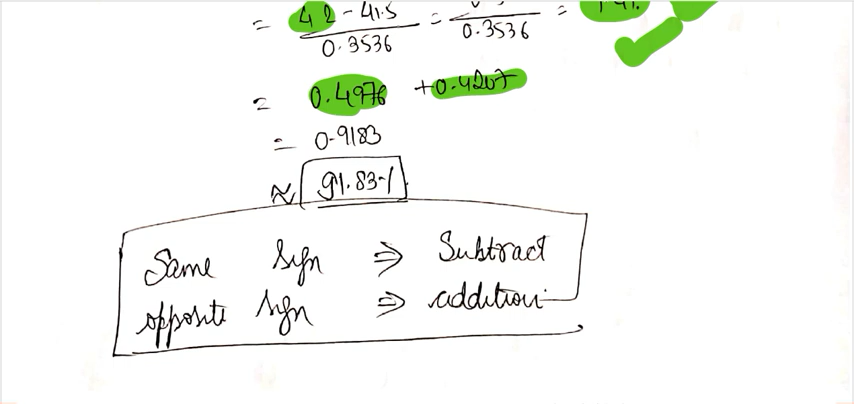 = 42-41.5 / 0.3536 = / 0.3536 =
= 0.4976 +0.4207
= 0.9183
≈ 91.83%
Same sign ⇒ Subtract
opposite sign ⇒ addition